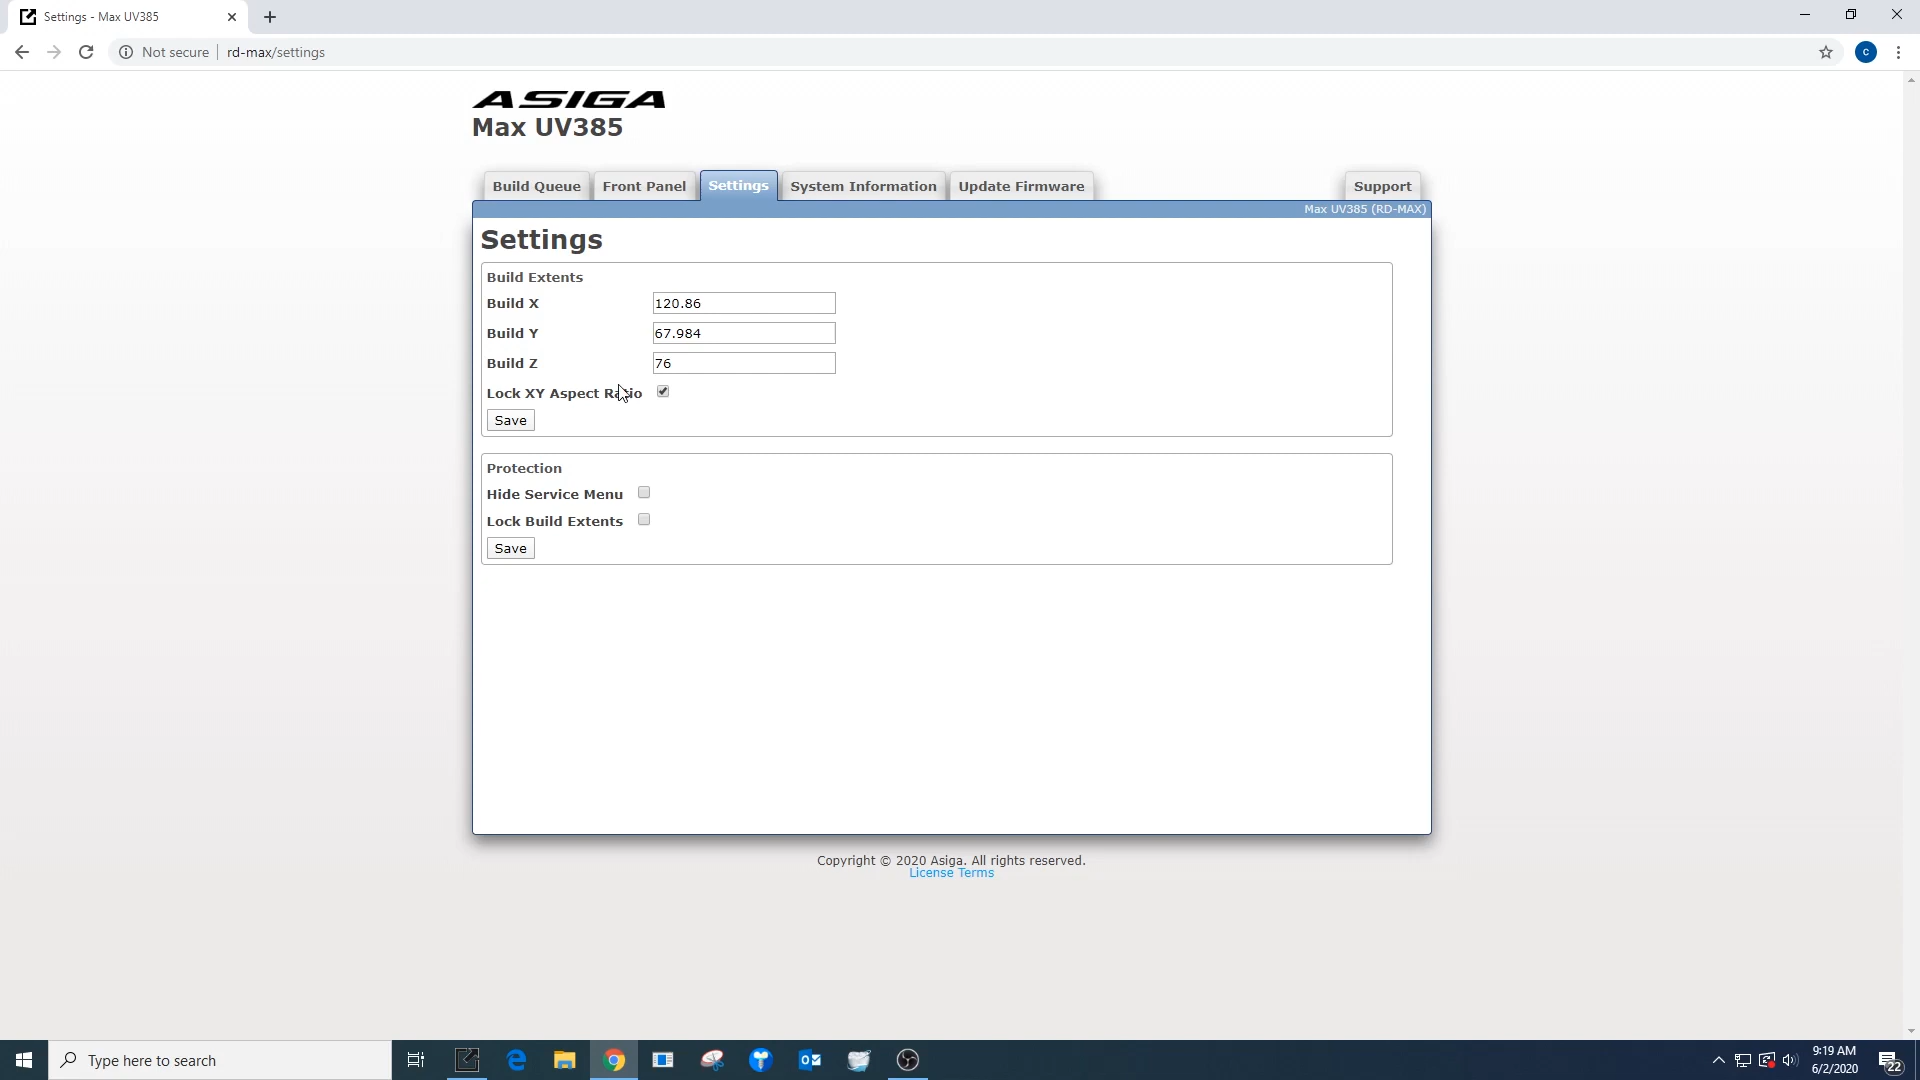 Settings - Max UV385
Not secure
rd-max/settings
C
ASIGA
Max UV385
Build Queue
Front Panel
Settings
System Information
Update Firmware
Support
Max UV385 (RD-MAX)
Settings
Build Extents
Build X 120.86
Build Y 67.984
Build Z 76
Lock XY Aspect Ratio
Save
Protection
Hide Service Menu
Lock Build Extents
Save
Copyright © 2020 Asiga. All rights reserved.
License Terms
Type here to search
9:19 AM
6/2/2020
22